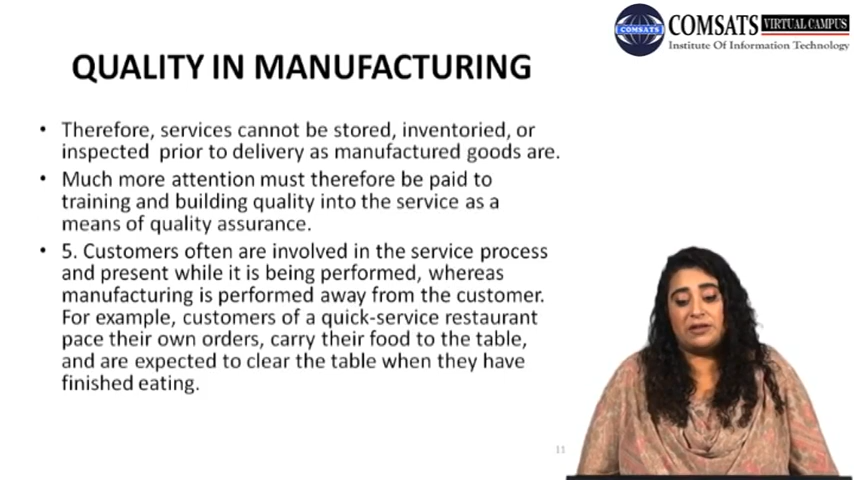 COMSATS
COMSATS VIRTUAL CAMPUS
Institute Of Information Technology
QUALITY IN MANUFACTURING
• Therefore, services cannot be stored, inventoried, or
inspected prior to delivery as manufactured goods are.
• Much more attention must therefore be paid to
training and building quality into the service as a
means of quality assurance.
• 5. Customers often are involved in the service process
and present while it is being performed, whereas
manufacturing is performed away from the customer.
For example, customers of a quick-service restaurant
pace their own orders, carry their food to the table,
and are expected to clear the table when they have
finished eating.
11